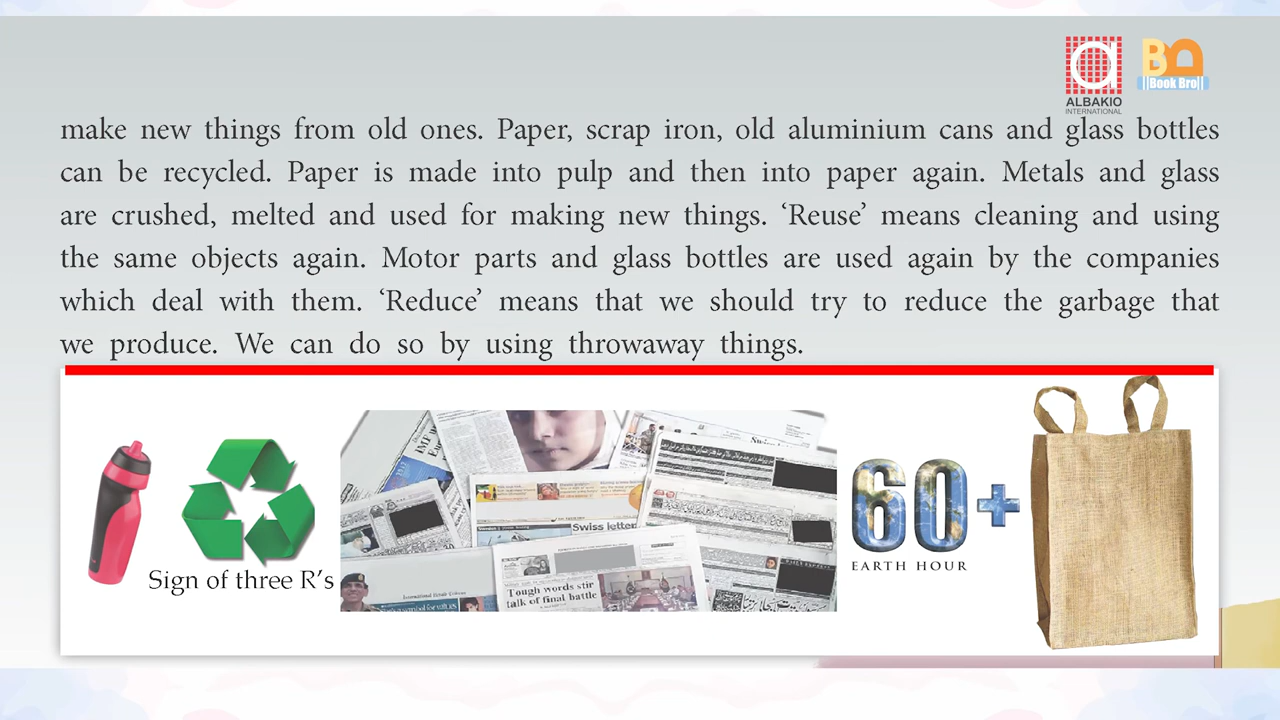 ALBAKIO
INTERNATIONAL
Book Bro
make new things from old ones. Paper, scrap iron, old aluminium cans and glass bottles
can be recycled. Paper is made into pulp and then into paper again. Metals and glass
are crushed, melted and used for making new things. ‘Reuse’ means cleaning and using
the same objects again. Motor parts and glass bottles are used again by the companies
which deal with them. ‘Reduce’ means that we should try to reduce the garbage that
we produce. We can do so by using throwaway things.
Sign of three R’s
Swiss letter
Tough words stir
talk of final battle
60+
EARTH HOUR